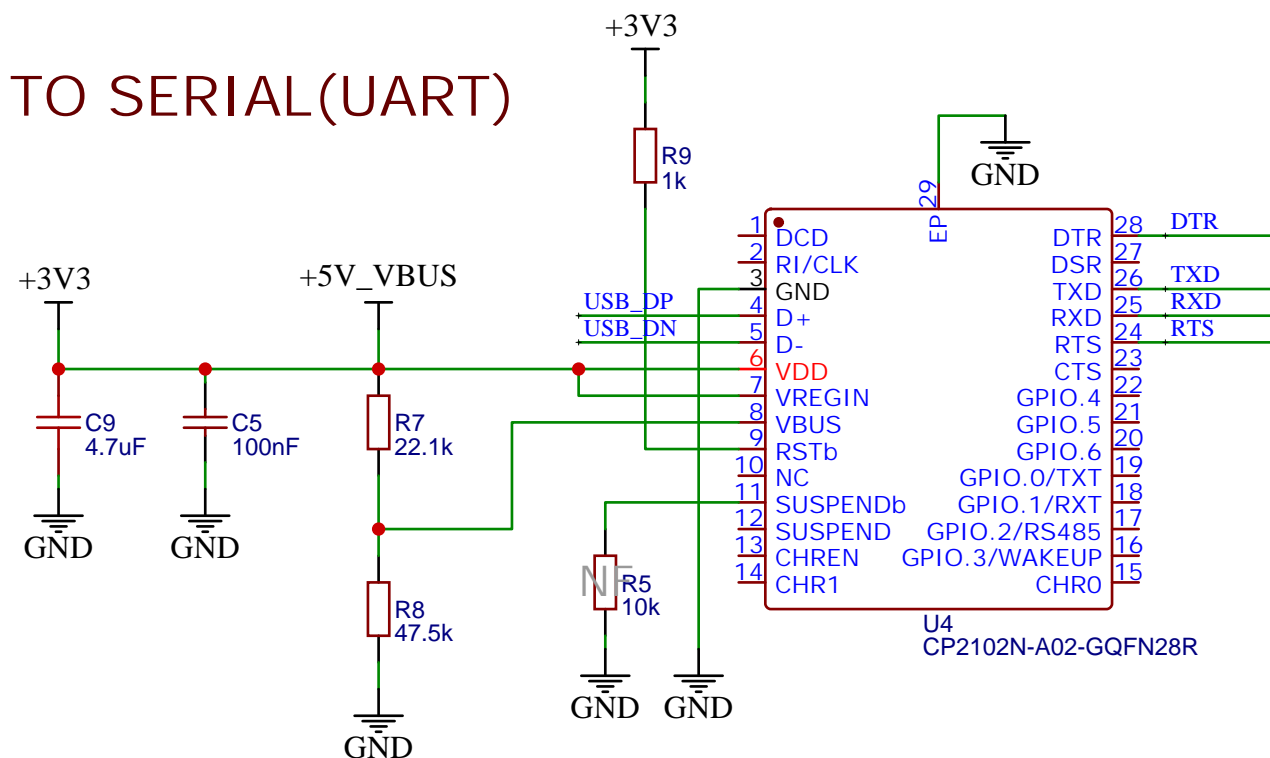 +3V3
TO SERIAL(UART)
R9
1k
GND
+3V3
+5V_VBUS
C9
4.7uF
C5
100nF
R7
22.1k
GND
GND
R8
47.5k
GND
USB_DP
USB_DN
NF
R5
10k
GND
GND
29
EP
1 DCD
2 RI/CLK
3 GND
4 D+
5 D-
6 VDD
7 VREGIN
8 VBUS
9 RSTb
10 NC
11 SUSPENDb
12 SUSPEND
13 CHREN
14 CHR1
DTR 28 DTR
DSR 27
TXD 26 TXD
RXD 25 RXD
RTS 24 RTS
CTS 23
GPIO.4 22
GPIO.5 21
GPIO.6 20
GPIO.0/TXT 19
GPIO.1/RXT 18
GPIO.2/RS485 17
GPIO.3/WAKEUP 16
CHR0 15
U4
CP2102N-A02-GQFN28R